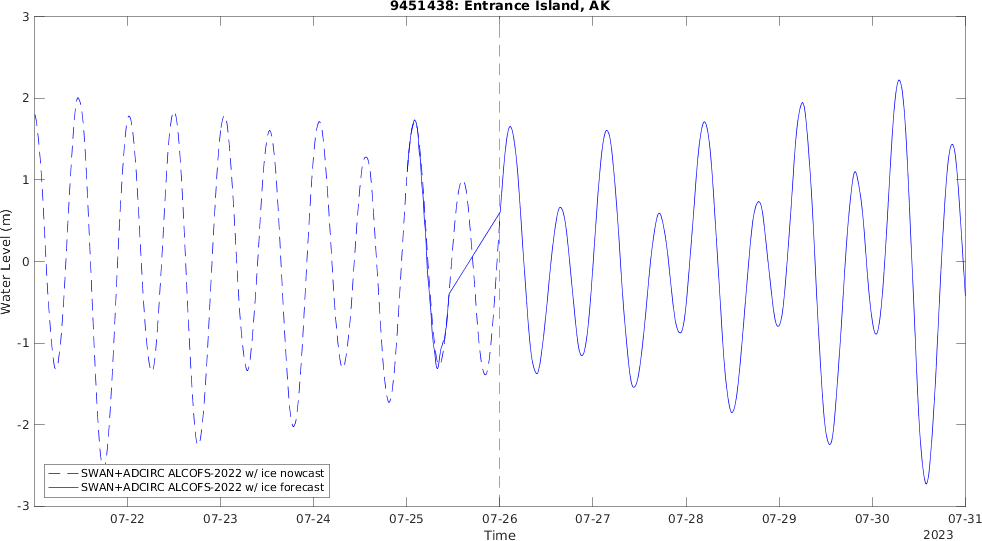 9451438: Entrance Island, AK
3
2
1
0
-1
-2
-3
Water Level (m)
SWAN+ADCIRC ALCOFS-2022 w/ ice nowcast
SWAN+ADCIRC ALCOFS-2022 w/ ice forecast
07-22 07-23 07-24 07-25 07-26 07-27 07-28 07-29 07-30 07-31
Time
2023